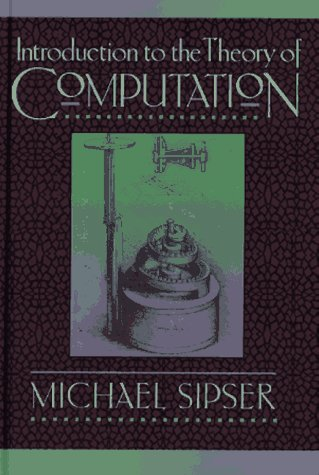 Introduction to the Theory of
COMPUTATION
MICHAEL SIPSER